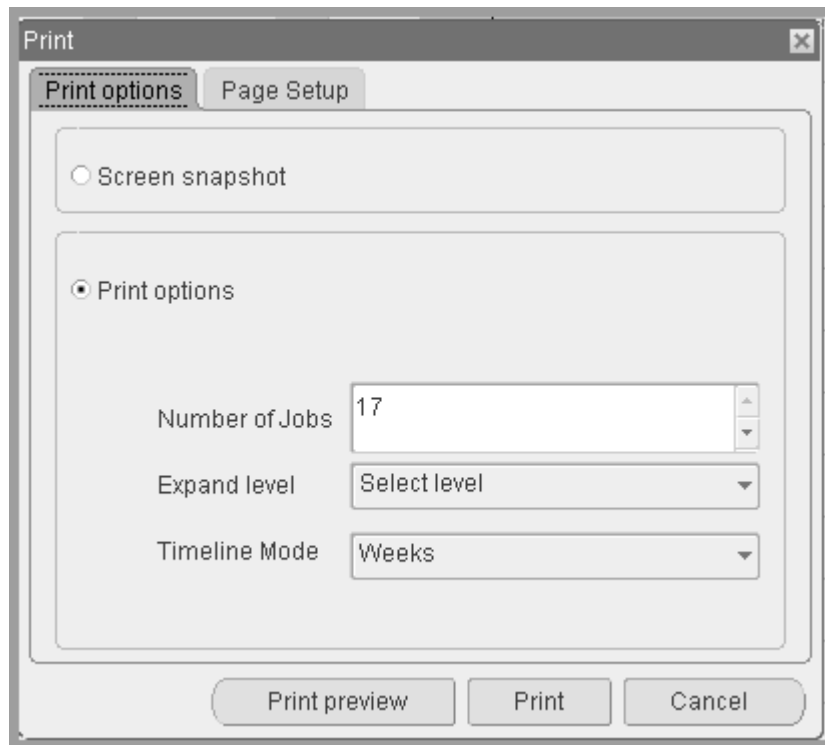 Print
Print options Page Setup
Screen snapshot
Print options
Number of Jobs 17
Expand level Select level
Timeline Mode Weeks
Print preview Print Cancel